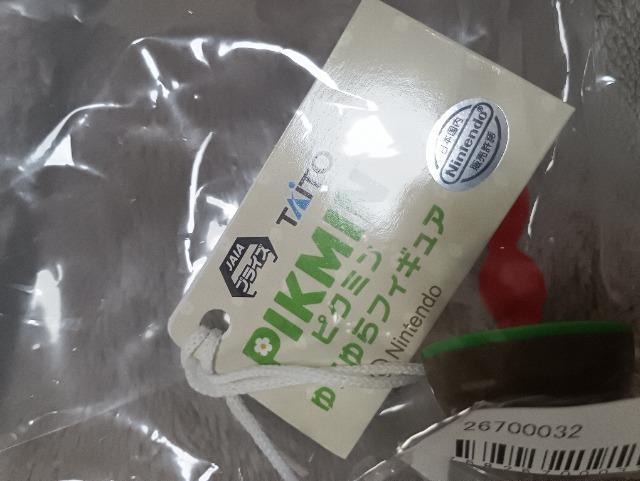 日本国内
Nintendo®
販売許諾
TAITO
JAIA
プライズ
PIKMIN
ピクミン
ゆらゆらフィギュア
© Nintendo
26700032